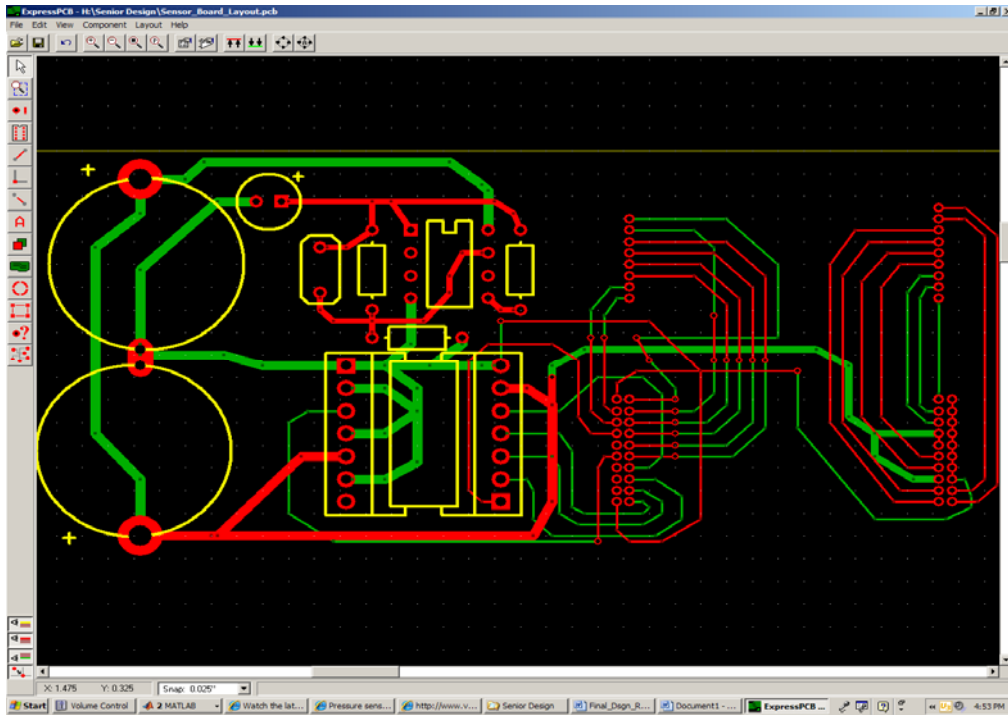 ExpressPCB - H:\Senior Design\Sensor_Board_Layout.pcb
File Edit View Component Layout Help
A
+ +
+
X: 1.475 Y: 0.325 Snap: 0.025"
Start Volume Control 2 MATLAB Watch the lat... Pressure sens... http://www.v... Senior Design Final_Dsgn_R... Document1 - ... ExpressPCB ... « 4:53 PM